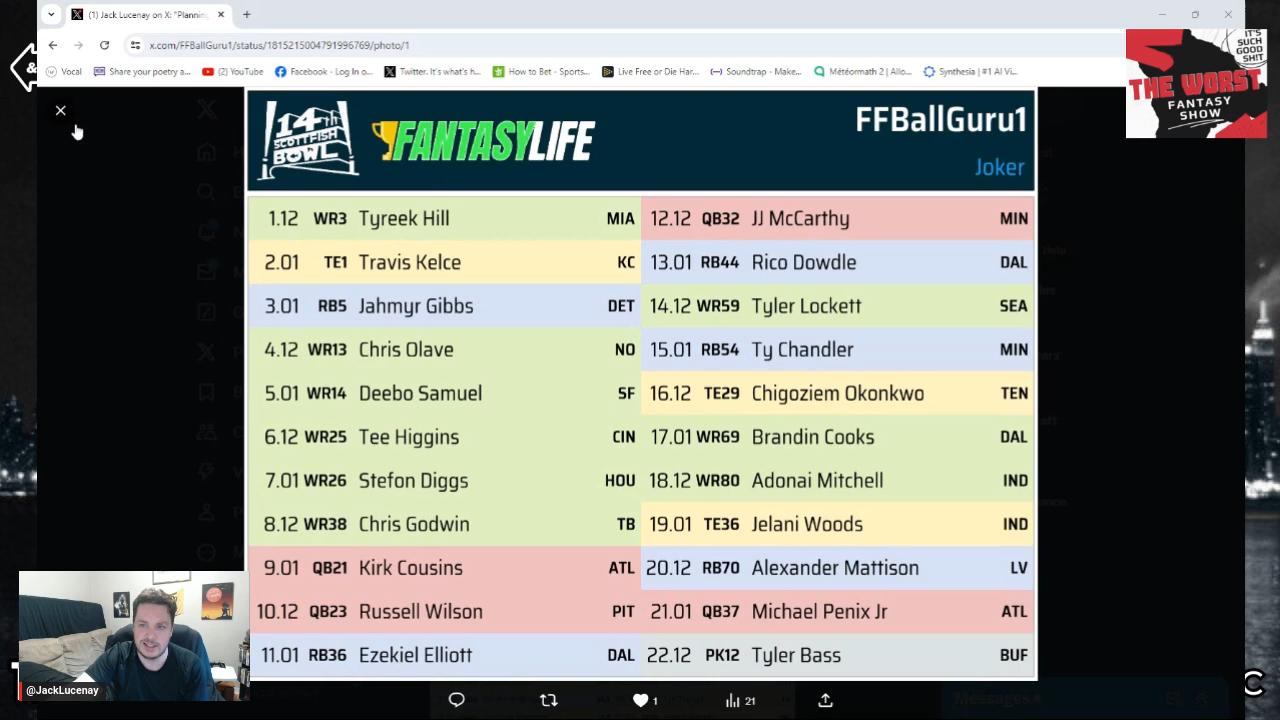 (1) Jack Lucenay on X: "Planning
x.com/FFBallGuru1/status/1815215004791996769/photo/1
Vocal
Share your poetry a...
(2) YouTube
Facebook - Log In o...
Twitter. It's what's h...
How to Bet - Sports...
Live Free or Die Har...
Soundtrap - Make...
Météormath 2 | Allo...
Synthesia | #1 AI Vi...
IT'S
SUCH
GOOD
SH!T
THE WORST
FANTASY
SHOW
&
14TH
SCOTTFISH
BOWL
FANTASYLIFE
FFBallGuru1
Joker
1.12 WR3 Tyreek Hill MIA
2.01 TE1 Travis Kelce KC
3.01 RB5 Jahmyr Gibbs DET
4.12 WR13 Chris Olave NO
5.01 WR14 Deebo Samuel SF
6.12 WR25 Tee Higgins CIN
7.01 WR26 Stefon Diggs HOU
8.12 WR38 Chris Godwin TB
9.01 QB21 Kirk Cousins ATL
10.12 QB23 Russell Wilson PIT
11.01 RB36 Ezekiel Elliott DAL
12.12 QB32 JJ McCarthy MIN
13.01 RB44 Rico Dowdle DAL
14.12 WR59 Tyler Lockett SEA
15.01 RB54 Ty Chandler MIN
16.12 TE29 Chigoziem Okonkwo TEN
17.01 WR69 Brandin Cooks DAL
18.12 WR80 Adonai Mitchell IND
19.01 TE36 Jelani Woods IND
20.12 RB70 Alexander Mattison LV
21.01 QB37 Michael Penix Jr ATL
22.12 PK12 Tyler Bass BUF
@JackLucenay
1
21
Messages
C